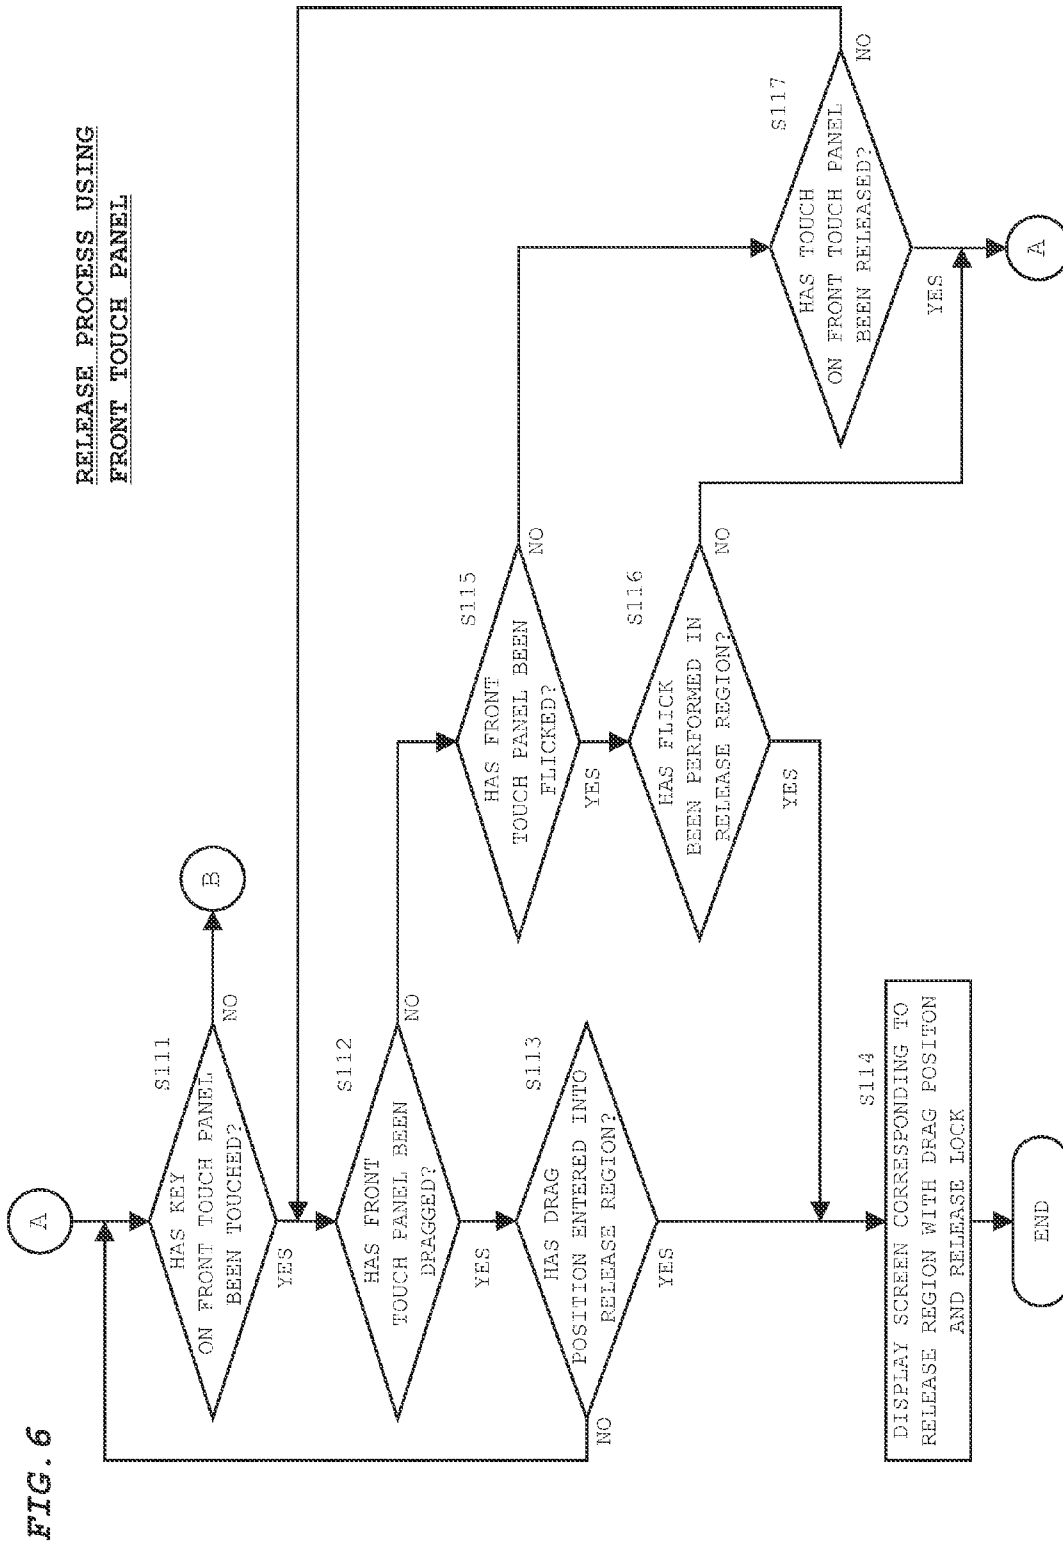 FIG.6
RELEASE PROCESS USING
FRONT TOUCH PANEL
A
S111
HAS KEY
ON FRONT TOUCH PANEL
BEEN TOUCHED?
NO
B
YES
S112
HAS FRONT
TOUCH PANEL BEEN
DRAGGED?
NO
YES
S113
HAS DRAG
POSITION ENTERED INTO
RELEASE REGION?
NO
YES
S115
HAS FRONT
TOUCH PANEL BEEN
FLICKED?
NO
YES
S116
HAS FLICK
BEEN PERFORMED IN
RELEASE REGION?
NO
YES
S117
HAS TOUCH
ON FRONT TOUCH PANEL
BEEN RELEASED?
NO
YES
A
S114
DISPLAY SCREEN CORRESPONDING TO
RELEASE REGION WITH DRAG POSITON
AND RELEASE LOCK
END